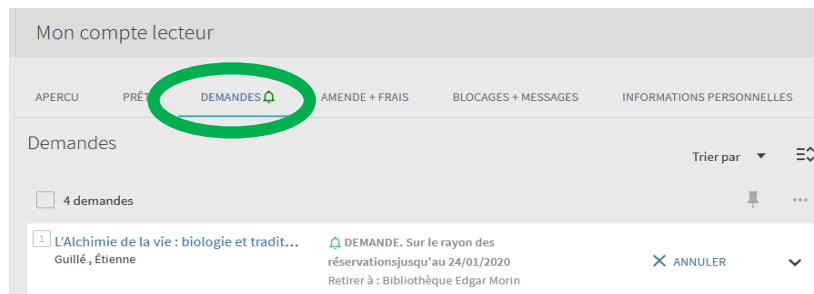 Mon compte lecteur
APERCU PRÊT DEMANDES AMENDE + FRAIS BLOCAGES + MESSAGES INFORMATIONS PERSONNELLES
Demandes
Trier par
4 demandes
1 L'Alchimie de la vie : biologie et tradit...
Guillé , Étienne
DEMANDE. Sur le rayon des
réservationsjusqu'au 24/01/2020
Retirer à : Bibliothèque Edgar Morin
ANNULER